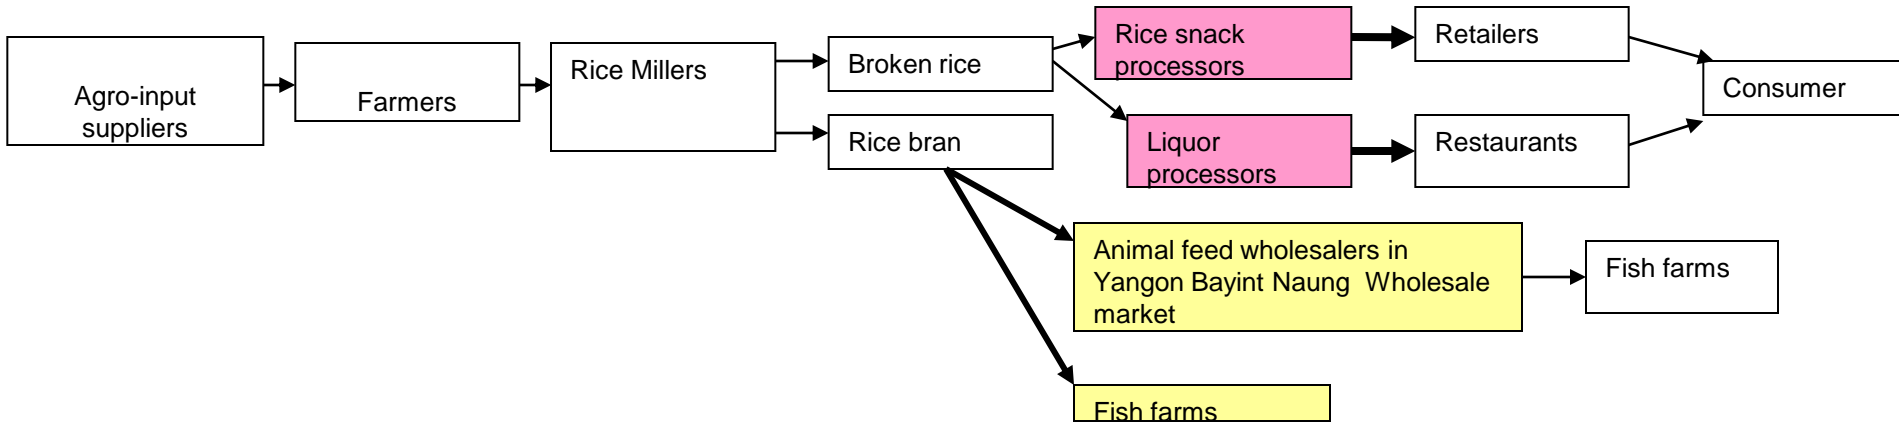 Agro-input
suppliers
Farmers
Rice Millers
Broken rice
Rice bran
Rice snack
processors
Liquor
processors
Retailers
Restaurants
Consumer
Animal feed wholesalers in
Yangon Bayint Naung  Wholesale
market
Fish farms
Fish farms